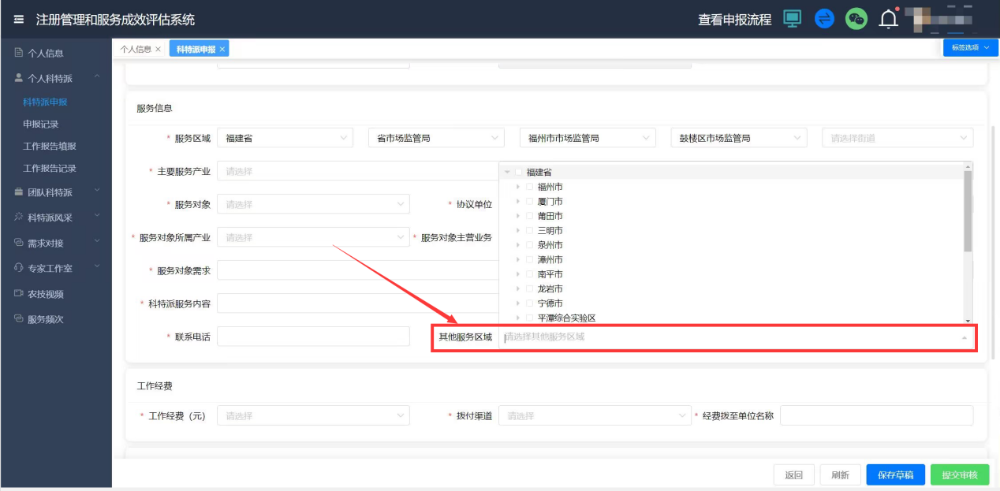 注册管理和服务成效评估系统
查看申报流程
个人信息
个人科特派
科特派申报
申报记录
工作报告填报
工作报告记录
团队科特派
科特派风采
需求对接
专家工作室
农技视频
服务频次
个人信息 ×
科特派申报 ×
标签选项
服务信息
* 服务区域 福建省 省市场监管局 福州市市场监管局 鼓楼区市场监管局 请选择街道
* 主要服务产业 请选择
* 服务对象 请选择 * 协议单位
* 服务对象所属产业 请选择 * 服务对象主营业务
* 服务对象需求
* 科特派服务内容
* 联系电话
福建省
福州市
厦门市
莆田市
三明市
泉州市
漳州市
南平市
龙岩市
宁德市
平潭综合实验区
其他服务区域 请选择其他服务区域
工作经费
* 工作经费（元） 请选择 * 拨付渠道 请选择 * 经费拨至单位名称
返回 刷新 保存草稿 提交审核